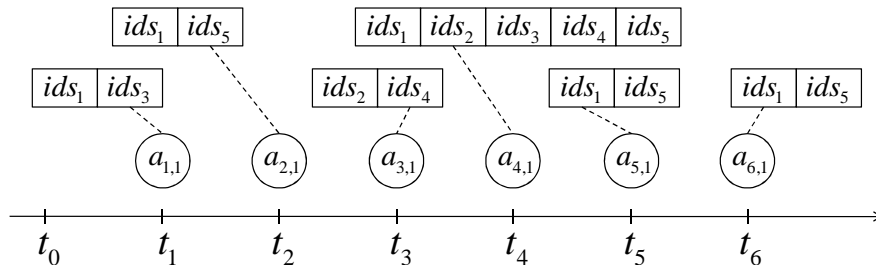 ids₁ ids₅ ids₁ ids₂ ids₃ ids₄ ids₅
ids₁ ids₃ ids₂ ids₄ ids₁ ids₅ ids₁ ids₅
a₁,₁ a₂,₁ a₃,₁ a₄,₁ a₅,₁ a₆,₁
t₀ t₁ t₂ t₃ t₄ t₅ t₆